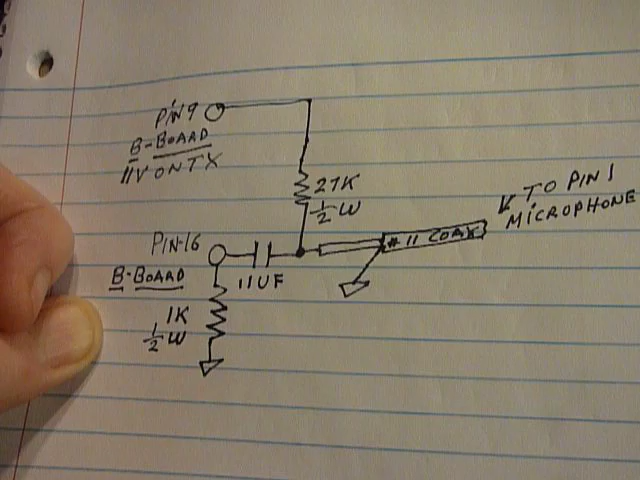 PIN 9
B-BOARD
11V ON TX
27K
1/2 W
TO PIN 1
MICROPHONE
PIN-16
#11 COAX
B-BOARD
.1UF
1K
1/2 W